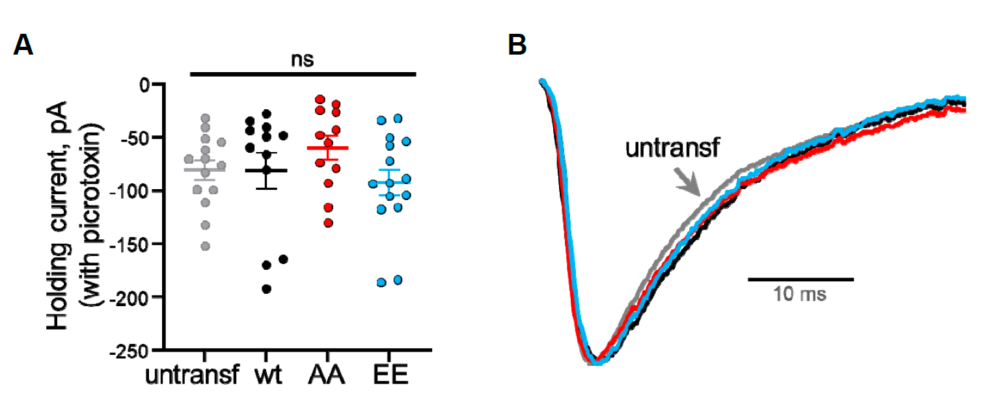 A
ns
Holding current, pA
(with picrotoxin)
0
-50
-100
-150
-200
-250
untransf wt AA EE
B
untransf
10 ms